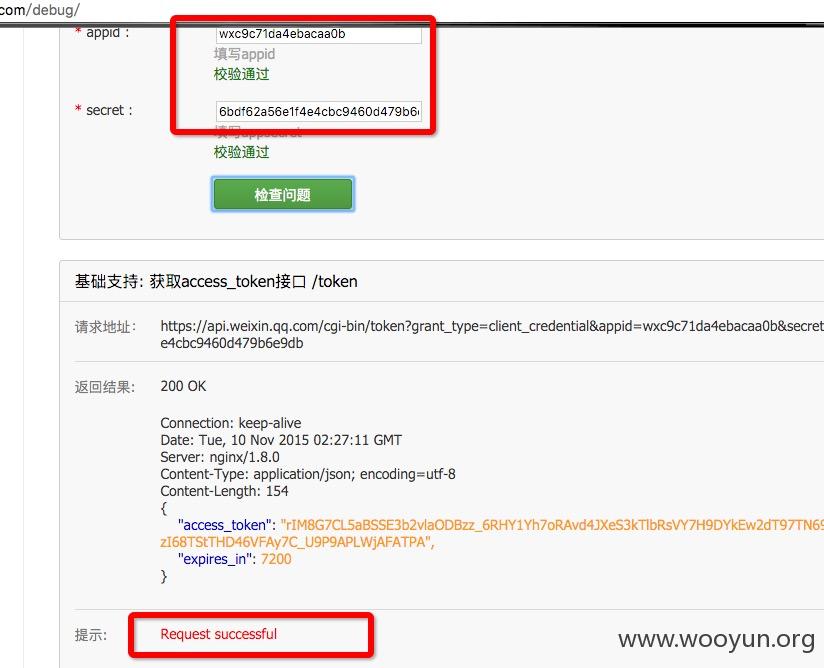 com/debug/
* appid :
wxc9c71da4ebacaa0b
填写appid
校验通过
* secret :
6bdf62a56e1f4e4cbc9460d479b6
填写appsecret
校验通过
检查问题
基础支持: 获取access_token接口 /token
请求地址: https://api.weixin.qq.com/cgi-bin/token?grant_type=client_credential&appid=wxc9c71da4ebacaa0b&secret
e4cbc9460d479b6e9db
返回结果: 200 OK
Connection: keep-alive
Date: Tue, 10 Nov 2015 02:27:11 GMT
Server: nginx/1.8.0
Content-Type: application/json; encoding=utf-8
Content-Length: 154
{
"access_token": "rIM8G7CL5aBSSE3b2vlaODBzz_6RHY1Yh7oRAvd4JXeS3kTlbRsVY7H9DYkEw2dT97TN69
zI68TStTHD46VFAy7C_U9P9APLWjAFATPA",
"expires_in": 7200
}
提示: Request successful
www.wooyun.org